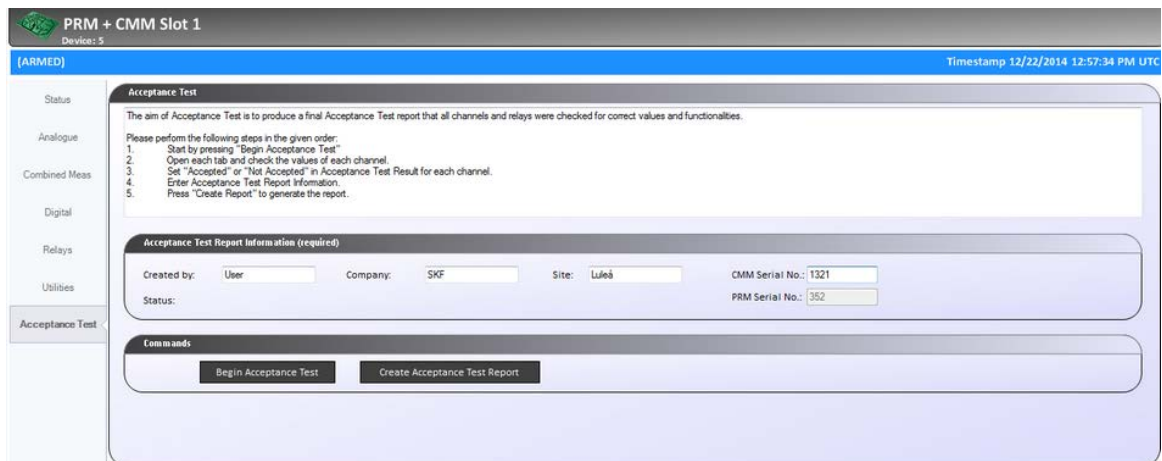 PRM + CMM Slot 1
Device: 5
(ARMED)
Timestamp 12/22/2014 12:57:34 PM UTC
Status
Analogue
Combined Meas
Digital
Relays
Utilities
Acceptance Test
Acceptance Test
The aim of Acceptance Test is to produce a final Acceptance Test report that all channels and relays were checked for correct values and functionalities.
Please perform the following steps in the given order:
1. Start by pressing "Begin Acceptance Test"
2. Open each tab and check the values of each channel.
3. Set "Accepted" or "Not Accepted" in Acceptance Test Result for each channel.
4. Enter Acceptance Test Report Information.
5. Press "Create Report" to generate the report.
Acceptance Test Report Information (required)
Created by: User Company: SKF Site: Luleå CMM Serial No.: 1321
Status: PRM Serial No.: 352
Commands
Begin Acceptance Test Create Acceptance Test Report